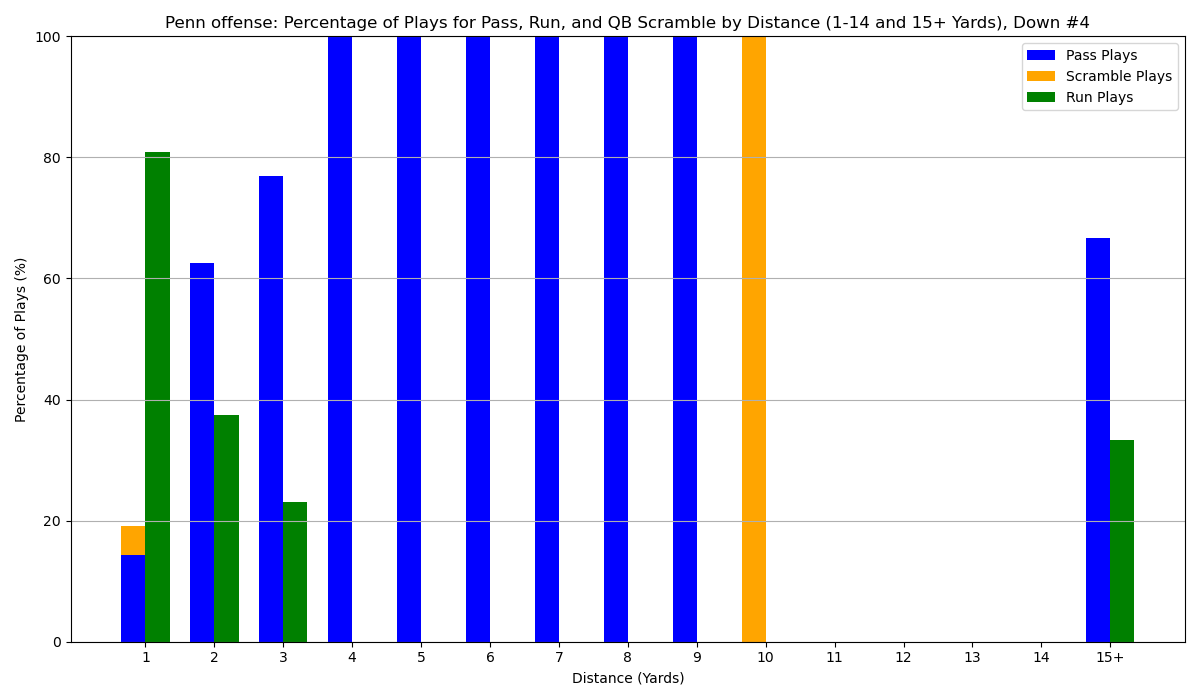 Penn offense: Percentage of Plays for Pass, Run, and QB Scramble by Distance (1-14 and 15+ Yards), Down #4
Pass Plays
Scramble Plays
Run Plays
Percentage of Plays (%)
100
80
60
40
20
0
1 2 3 4 5 6 7 8 9 10 11 12 13 14 15+
Distance (Yards)